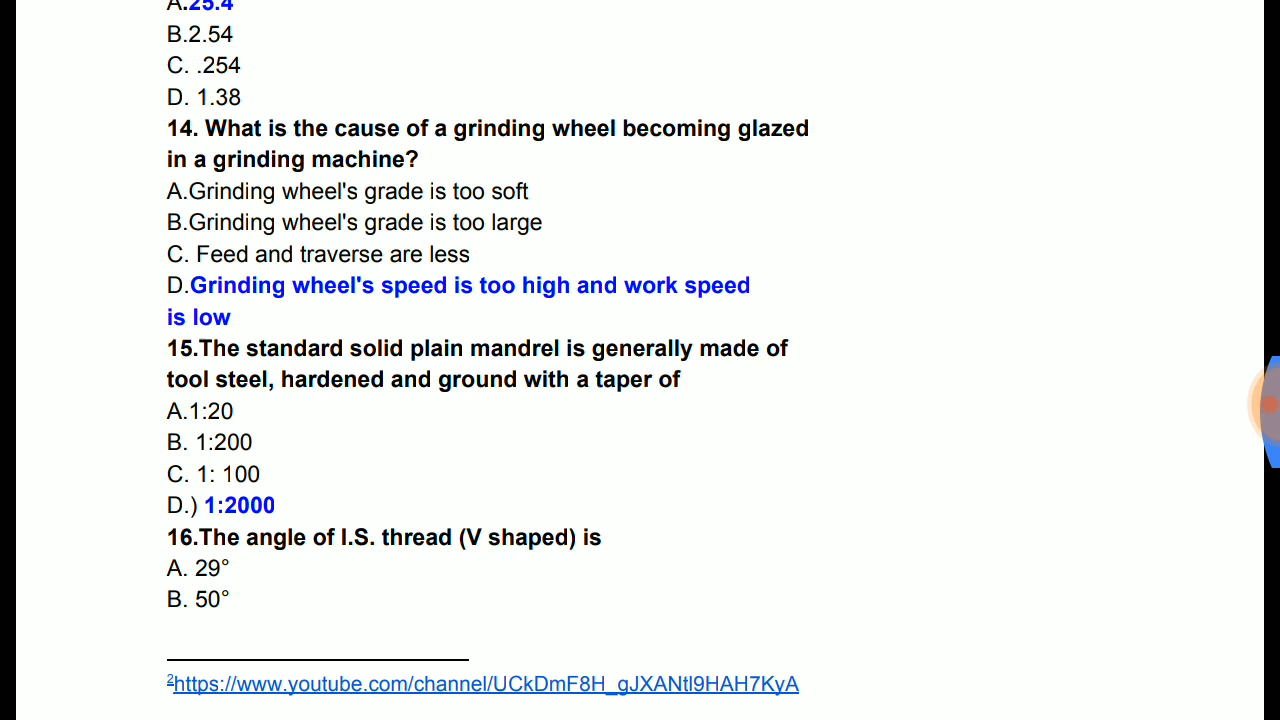 A.25.4
B.2.54
C. .254
D. 1.38
14. What is the cause of a grinding wheel becoming glazed
in a grinding machine?
A.Grinding wheel's grade is too soft
B.Grinding wheel's grade is too large
C. Feed and traverse are less
D.Grinding wheel's speed is too high and work speed
is low
15.The standard solid plain mandrel is generally made of
tool steel, hardened and ground with a taper of
A.1:20
B. 1:200
C. 1: 100
D.) 1:2000
16.The angle of I.S. thread (V shaped) is
A. 29°
B. 50°
2https://www.youtube.com/channel/UCkDmF8H_gJXANtl9HAH7KyA